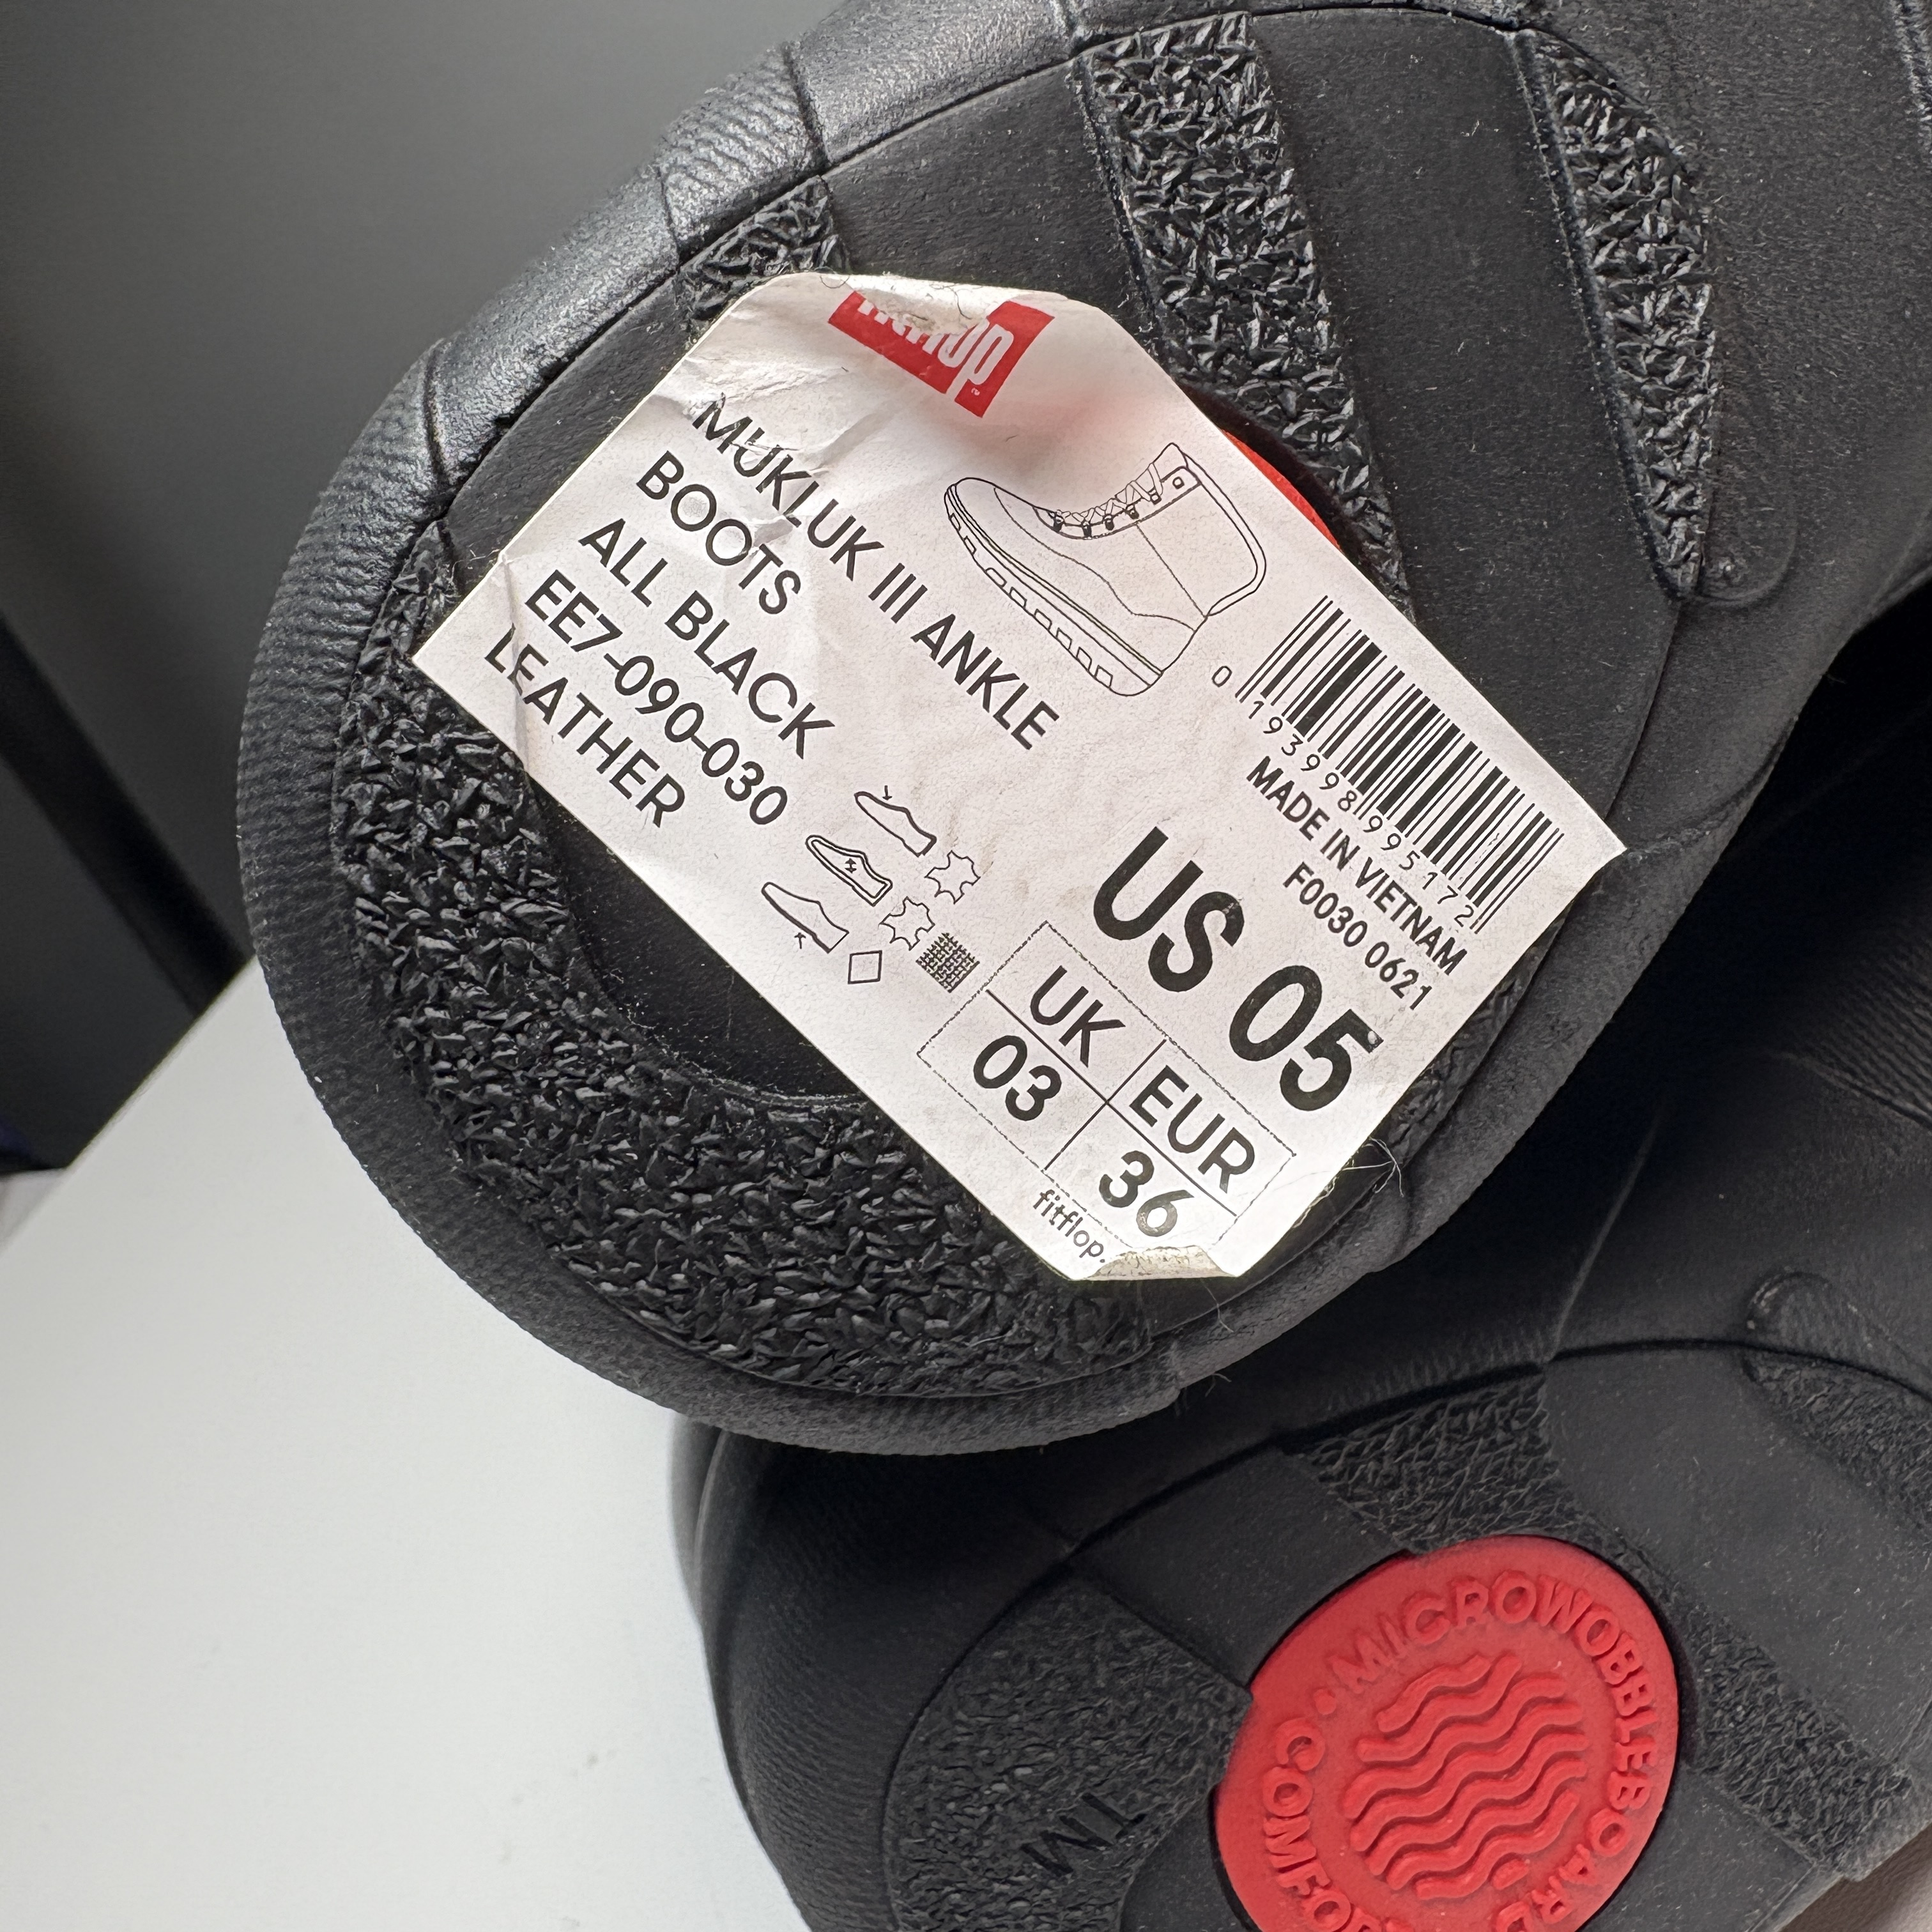 MUKLUK III ANKLE
BOOTS
ALL BLACK
EE7-090-030
LEATHER
0 193998 995172
MADE IN VIETNAM
F0030 0621
US 05
UK EUR
03 36
fitflop.
• MICROWOBBLEBOARD
TM